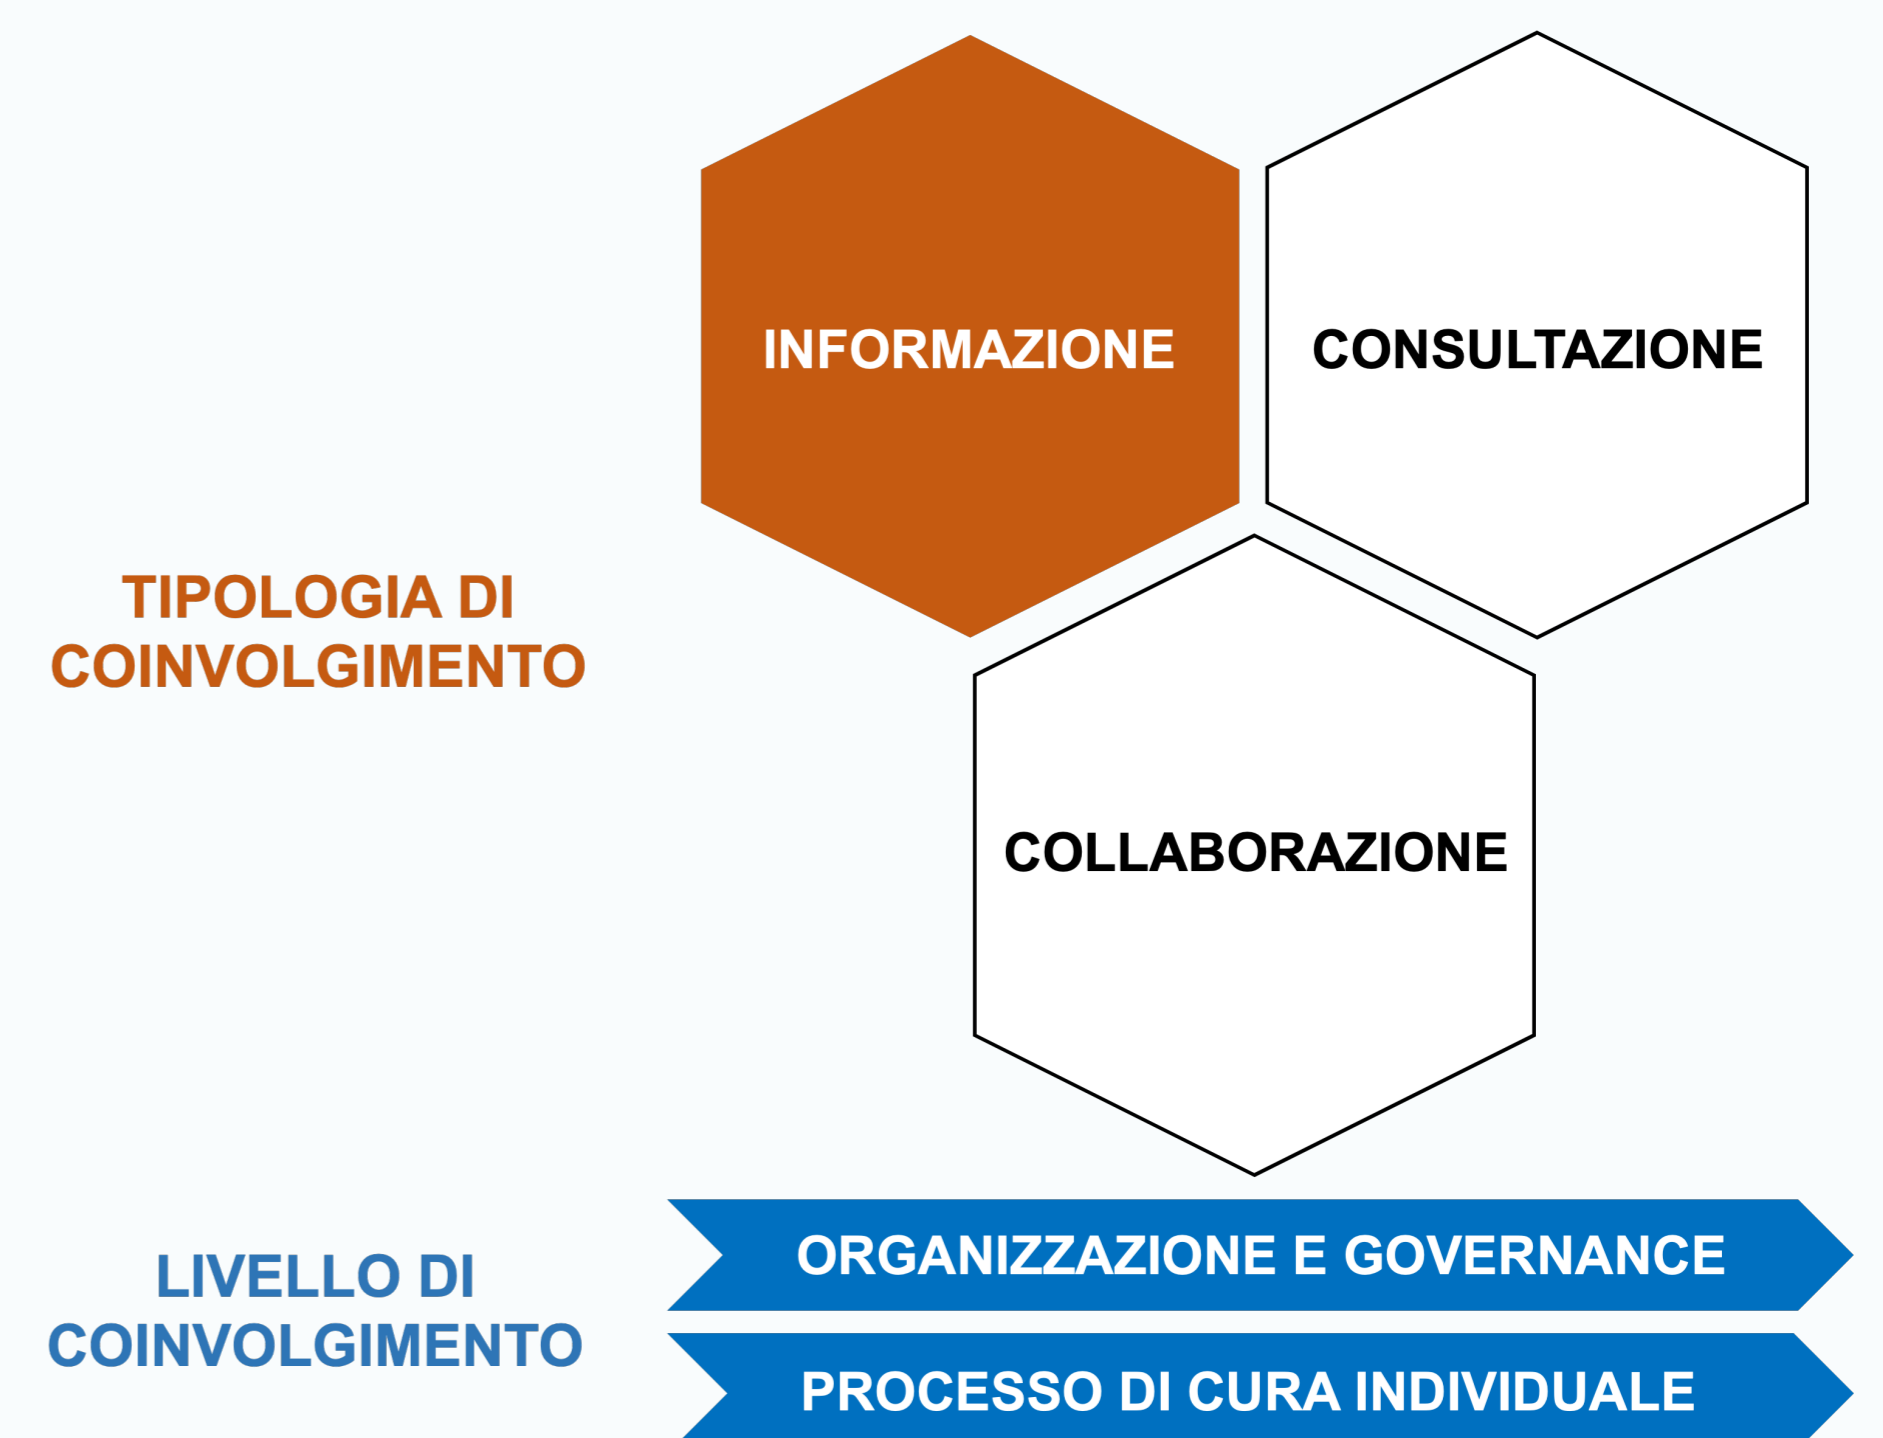 INFORMAZIONE
CONSULTAZIONE
TIPOLOGIA DI
COINVOLGIMENTO
COLLABORAZIONE
LIVELLO DI
COINVOLGIMENTO
ORGANIZZAZIONE E GOVERNANCE
PROCESSO DI CURA INDIVIDUALE